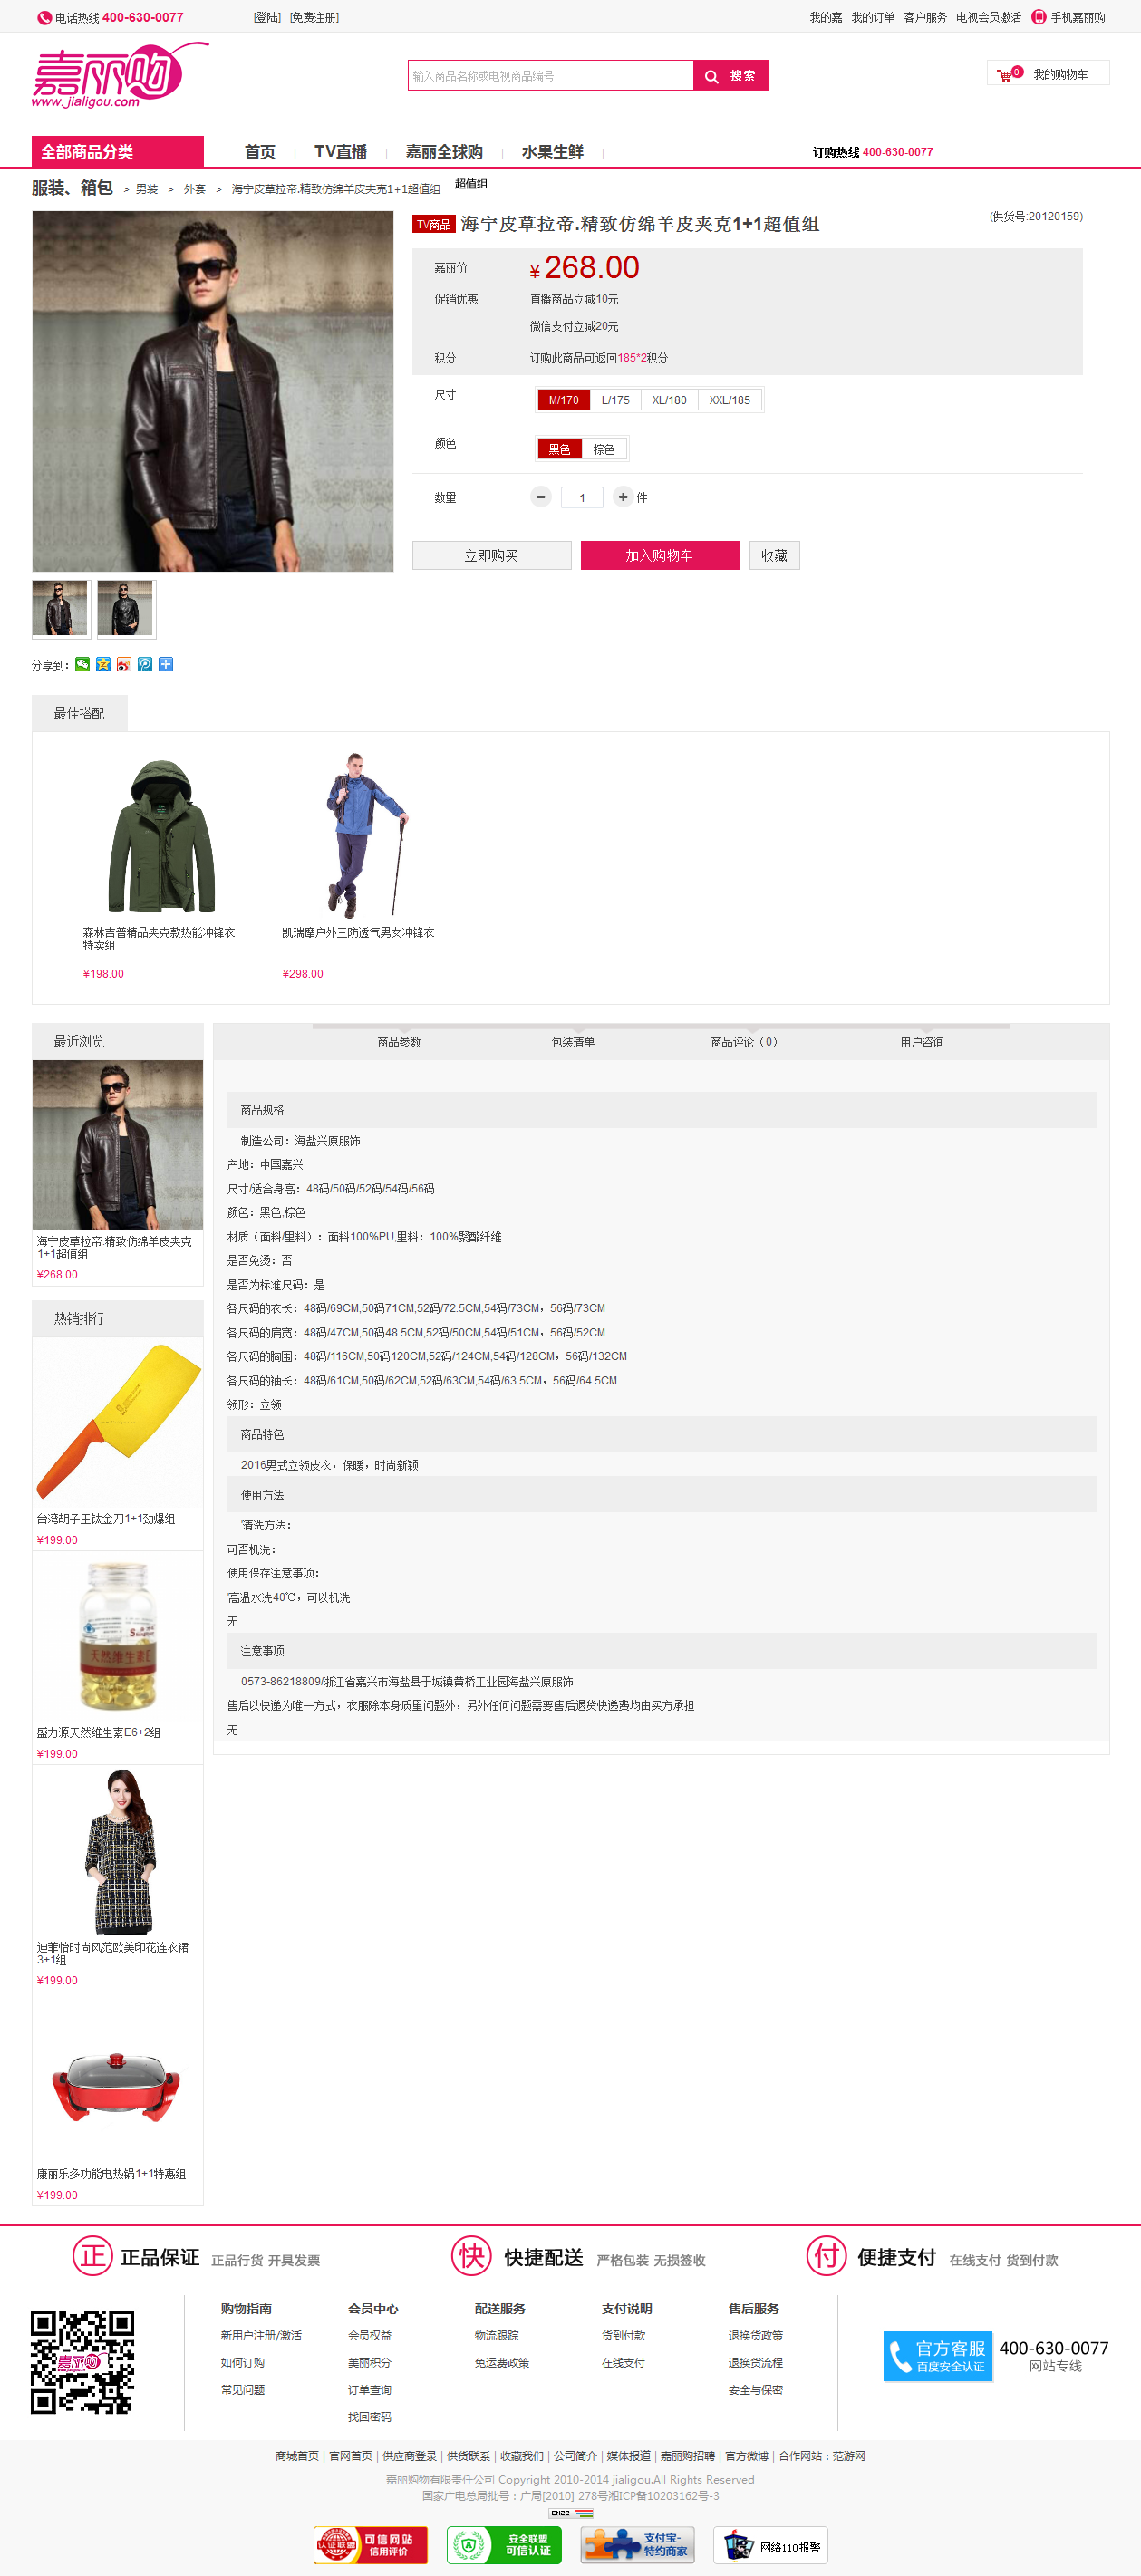 电话热线 400-630-0077 [登陆] [免费注册] 我的嘉 我的订单 客户服务 电视会员激活 手机嘉丽购
嘉丽购
www.jialigou.com
输入商品名称或电视商品编号 搜索
0 我的购物车
全部商品分类 首页 TV直播 嘉丽全球购 水果生鲜 订购热线 400-630-0077
服装、箱包 > 男装 > 外套 > 海宁皮草拉帝.精致仿绵羊皮夹克1+1超值组 超值组
TV商品 海宁皮草拉帝.精致仿绵羊皮夹克1+1超值组 (供货号:20120159)
嘉丽价 ¥ 268.00
促销优惠 直播商品立减10元
微信支付立减20元
积分 订购此商品可返回185*2积分
尺寸 M/170 L/175 XL/180 XXL/185
颜色 黑色 棕色
数量 1 件
立即购买 加入购物车 收藏
分享到：
最佳搭配
森林吉普精品夹克款热能冲锋衣
特卖组
¥198.00
凯瑞摩户外三防透气男女冲锋衣
¥298.00
最近浏览
海宁皮草拉帝.精致仿绵羊皮夹克
1+1超值组
¥268.00
热销排行
台湾胡子王钛金刀1+1劲爆组
¥199.00
天然维生素E
盛力源天然维生素E6+2组
¥199.00
迪菲怡时尚风范欧美印花连衣裙
3+1组
¥199.00
康丽乐多功能电热锅1+1特惠组
¥199.00
商品参数 包装清单 商品评论（0） 用户咨询
商品规格
制造公司：海盐兴原服饰
产地：中国嘉兴
尺寸/适合身高：48码/50码/52码/54码/56码
颜色：黑色,棕色
材质（面料/里料）：面料100%PU,里料：100%聚酯纤维
是否免烫：否
是否为标准尺码：是
各尺码的衣长：48码/69CM,50码71CM,52码/72.5CM,54码/73CM，56码/73CM
各尺码的肩宽：48码/47CM,50码48.5CM,52码/50CM,54码/51CM，56码/52CM
各尺码的胸围：48码/116CM,50码120CM,52码/124CM,54码/128CM，56码/132CM
各尺码的袖长：48码/61CM,50码/62CM,52码/63CM,54码/63.5CM，56码/64.5CM
领形：立领
商品特色
2016男式立领皮衣，保暖，时尚新颖
使用方法
'清洗方法：
可否机洗：
使用保存注意事项：
'高温水洗40℃，可以机洗
无
注意事项
0573-86218809/浙江省嘉兴市海盐县于城镇黄桥工业园海盐兴原服饰
售后以快递为唯一方式，衣服除本身质量问题外，另外任何问题需要售后退货快递费均由买方承担
无
正 正品保证 正品行货 开具发票 快 快捷配送 严格包装 无损签收 付 便捷支付 在线支付 货到付款
嘉丽购
购物指南
新用户注册/激活
如何订购
常见问题
会员中心
会员权益
美丽积分
订单查询
找回密码
配送服务
物流跟踪
免运费政策
支付说明
货到付款
在线支付
售后服务
退换货政策
退换货流程
安全与保密
官方客服
百度安全认证
400-630-0077
网站专线
商城首页 | 官网首页 | 供应商登录 | 供货联系 | 收藏我们 | 公司简介 | 媒体报道 | 嘉丽购招聘 | 官方微博 | 合作网站：范游网
嘉丽购物有限责任公司 Copyright 2010-2014 jialigou.All Rights Reserved
国家广电总局批号：广局[2010] 278号湘ICP备10203162号-3
CNZZ
认证联盟 可信网站 信用评价
安全联盟 可信认证
支付宝- 特约商家
网络110报警